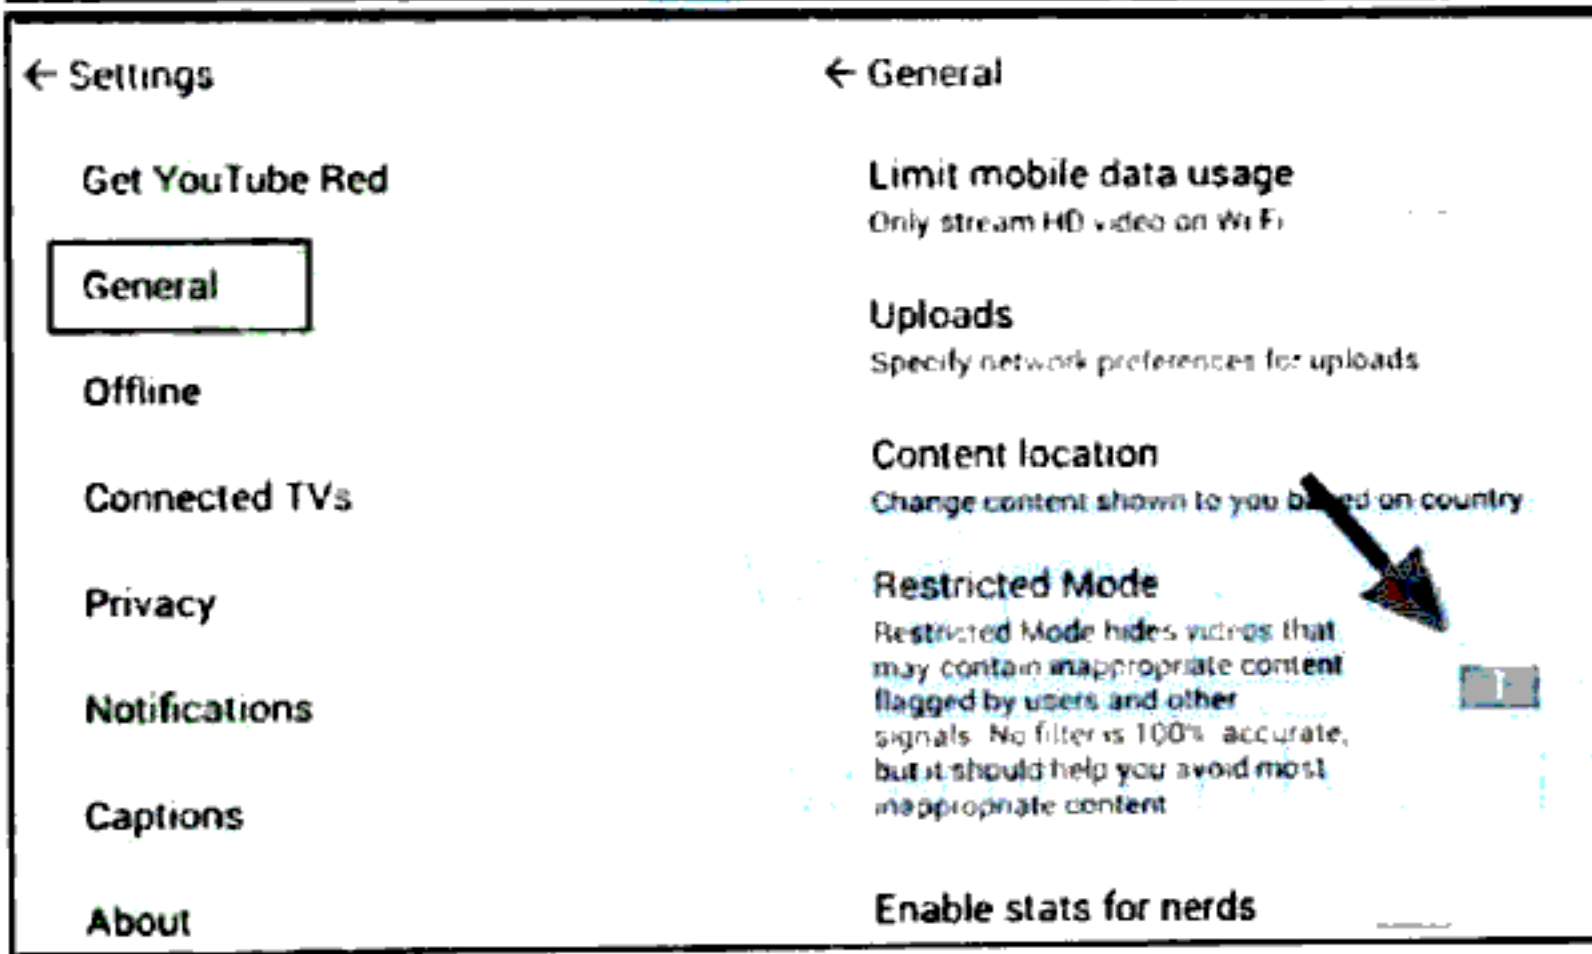 ← Settings
Get YouTube Red
General
Offline
Connected TVs
Privacy
Notifications
Captions
About
← General
Limit mobile data usage
Only stream HD video on Wi Fi
Uploads
Specify network preferences for uploads
Content location
Change content shown to you based on country
Restricted Mode
Restricted Mode hides videos that
may contain inappropriate content
flagged by users and other
signals. No filter is 100% accurate,
but it should help you avoid most
inappropriate content
Enable stats for nerds